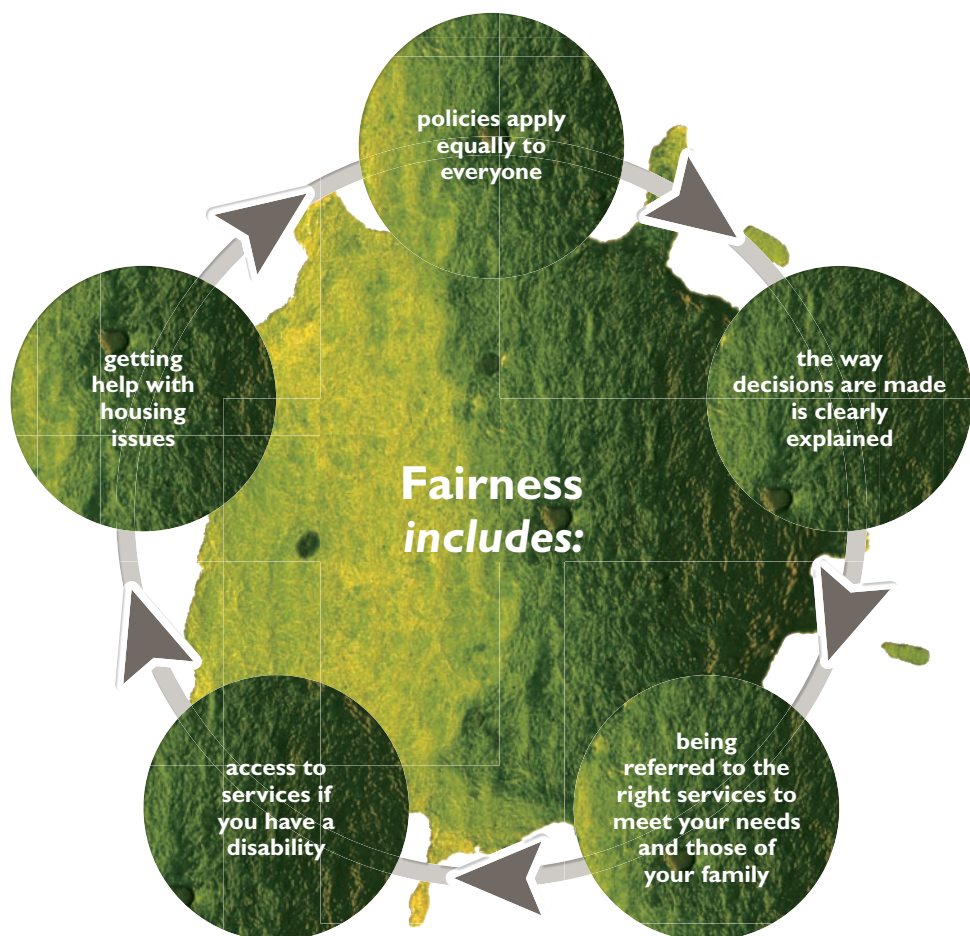 policies apply
equally to
everyone
the way
decisions are made
is clearly
explained
being
referred to the
right services to
meet your needs
and those of
your family
access to
services if
you have a
disability
getting
help with
housing
issues
Fairness
includes: